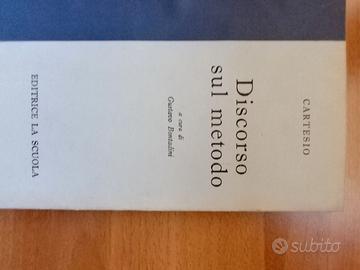 CARTESIO
Discorso
sul metodo
a cura di
Gustavo Bontadini
EDITRICE LA SCUOLA
subito